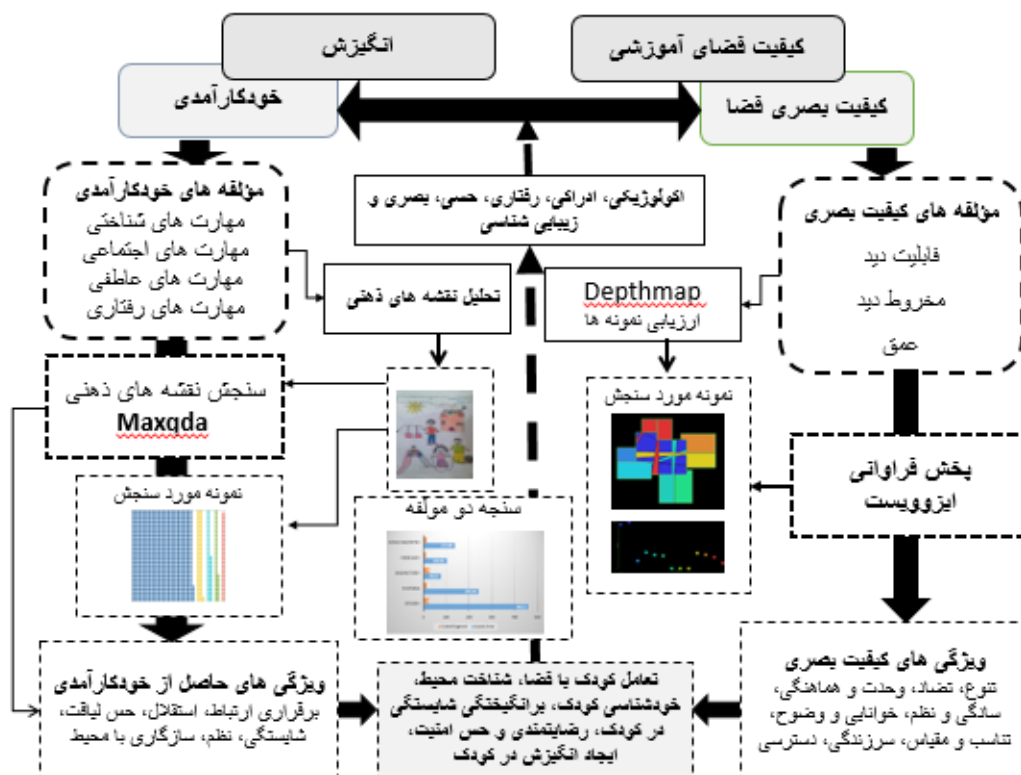 کیفیت فضای آموزشی
انگیزش
کیفیت بصری فضا
خودکارآمدی
مؤلفه های کیفیت بصری
قابلیت دید
مخروط دید
عمق
اکولوژیکی، ادراکی، رفتاری، حسی، بصری و
زیبایی شناسی
مؤلفه های خودکارآمدی
مهارت های شناختی
مهارت های اجتماعی
مهارت های عاطفی
مهارت های رفتاری
Depthmap
ارزیابی نمونه ها
تحلیل نقشه های ذهنی
نمونه مورد سنجش
سنجش نقشه های ذهنی
Maxqda
پخش فراوانی
ایزوویست
نمونه مورد سنجش
سنجه دو مولفه
ویژگی های کیفیت بصری
تنوع، تضاد، وحدت و هماهنگی،
سادگی و نظم، خوانایی و وضوح،
تناسب و مقیاس، سرزندگی، دسترسی
تعامل کودک با فضا، شناخت محیط،
خودشناسی کودک، برانگیختگی شایستگی
در کودک، رضایتمندی و حس امنیت،
ایجاد انگیزش در کودک
ویژگی های حاصل از خودکارآمدی
برقراری ارتباط، استقلال، حس لیاقت،
شایستگی، نظم، سازگاری با محیط